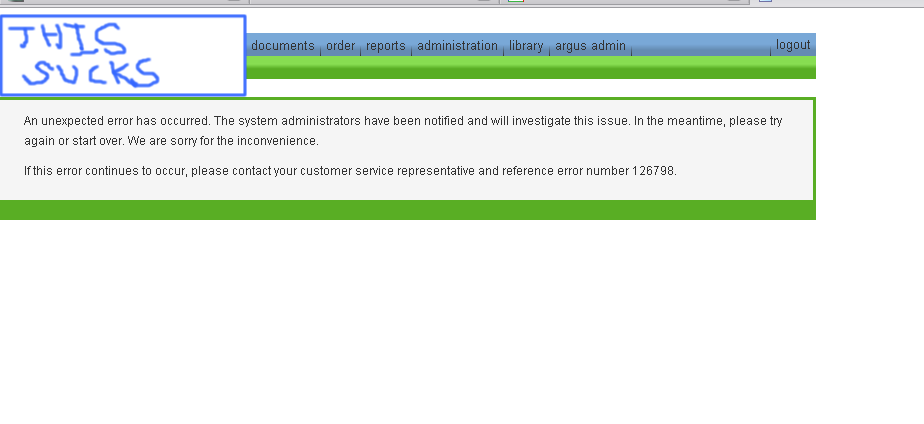 THIS
SUCKS
documents order reports administration library argus admin logout
An unexpected error has occurred. The system administrators have been notified and will investigate this issue. In the meantime, please try
again or start over. We are sorry for the inconvenience.
If this error continues to occur, please contact your customer service representative and reference error number 126798.